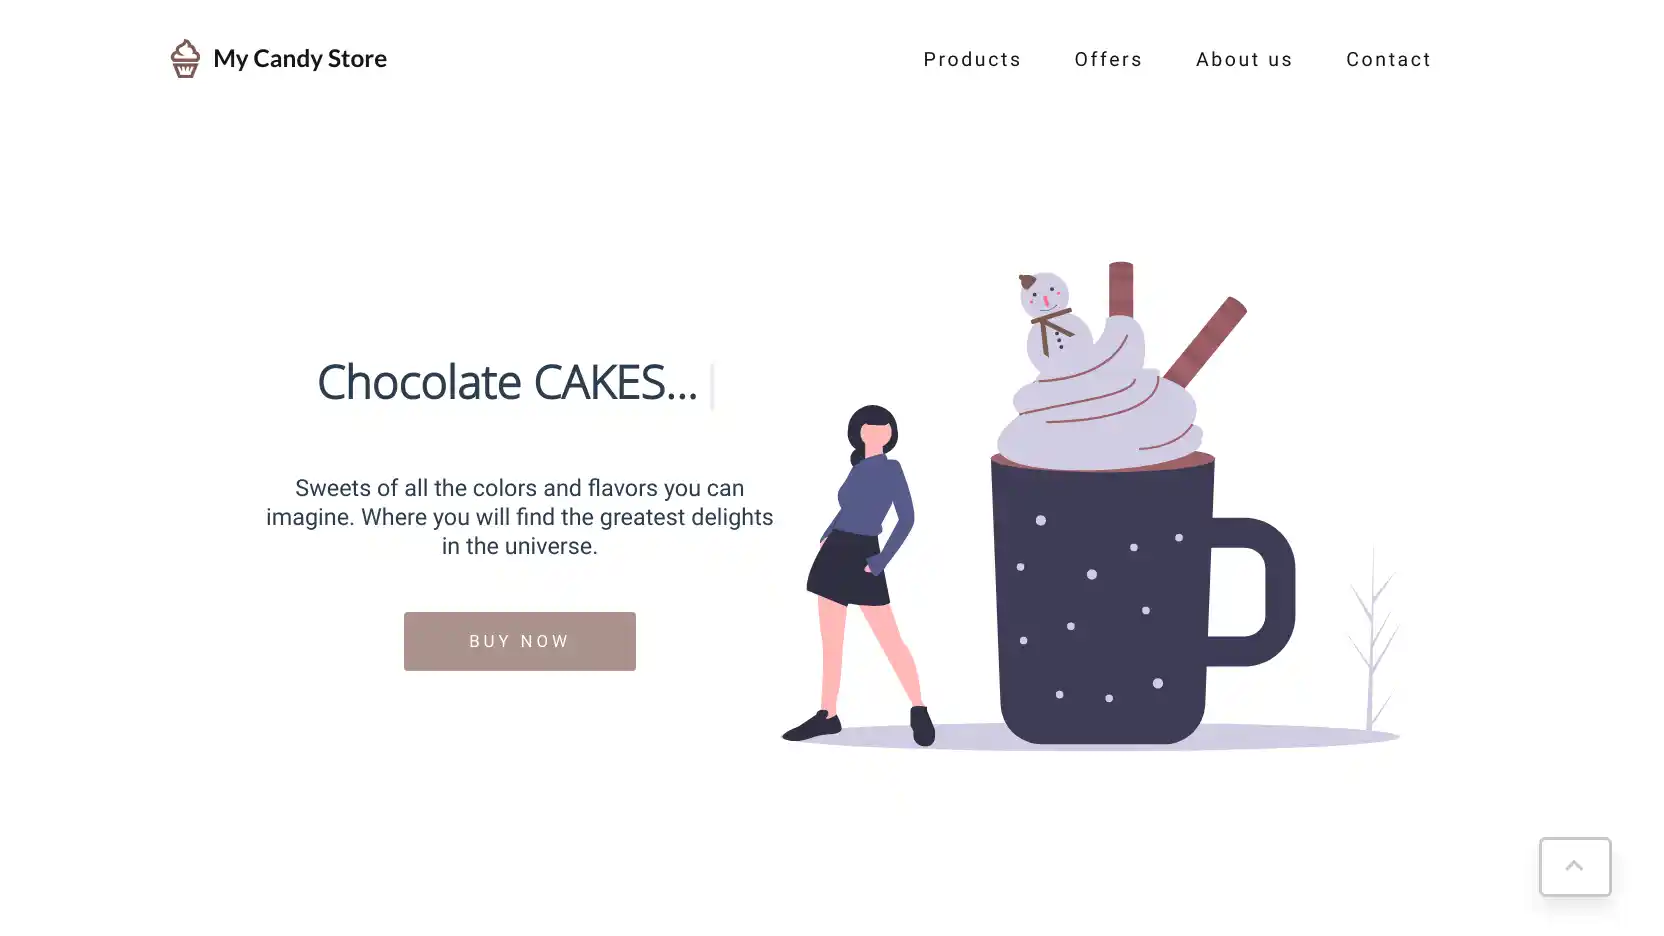 My Candy Store
Products Offers About us Contact
Chocolate CAKES...
Sweets of all the colors and flavors you can
imagine. Where you will find the greatest delights
in the universe.
BUY NOW